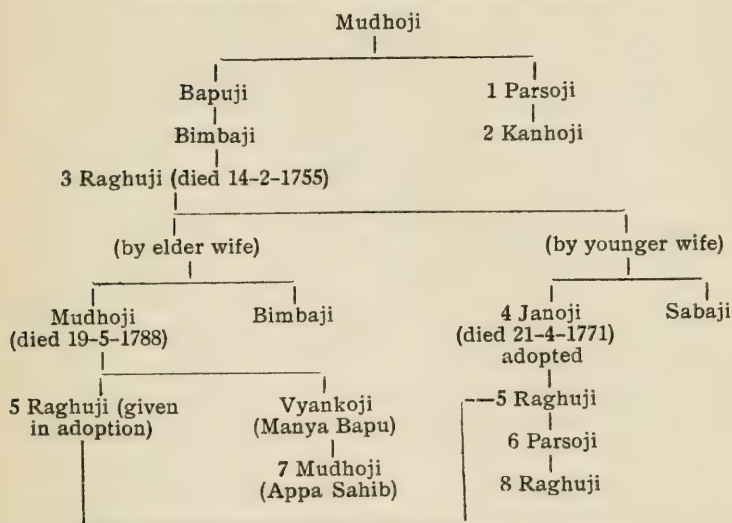 Mudhoji
Bapuji 1 Parsoji
Bimbaji 2 Kanhoji
3 Raghuji (died 14-2-1755)
(by elder wife) (by younger wife)
Mudhoji Bimbaji 4 Janoji Sabaji
(died 19-5-1788) (died 21-4-1771)
adopted
5 Raghuji (given Vyankoji 5 Raghuji
in adoption) (Manya Bapu)
6 Parsoji
7 Mudhoji
(Appa Sahib) 8 Raghuji